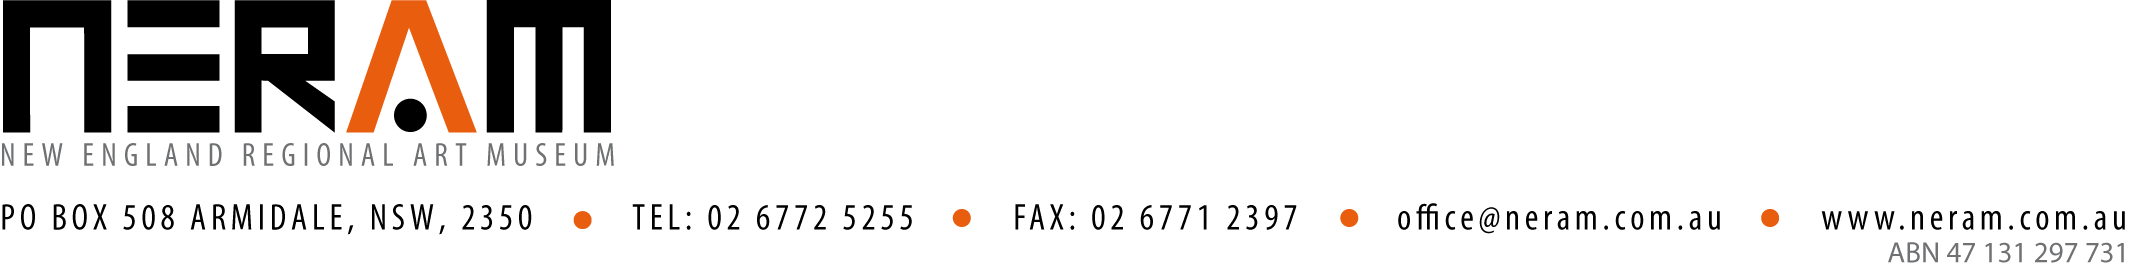 NERAM
NEW ENGLAND REGIONAL ART MUSEUM
PO BOX 508 ARMIDALE, NSW, 2350 ● TEL: 02 6772 5255 ● FAX: 02 6771 2397 ● office@neram.com.au ● www.neram.com.au
ABN 47 131 297 731